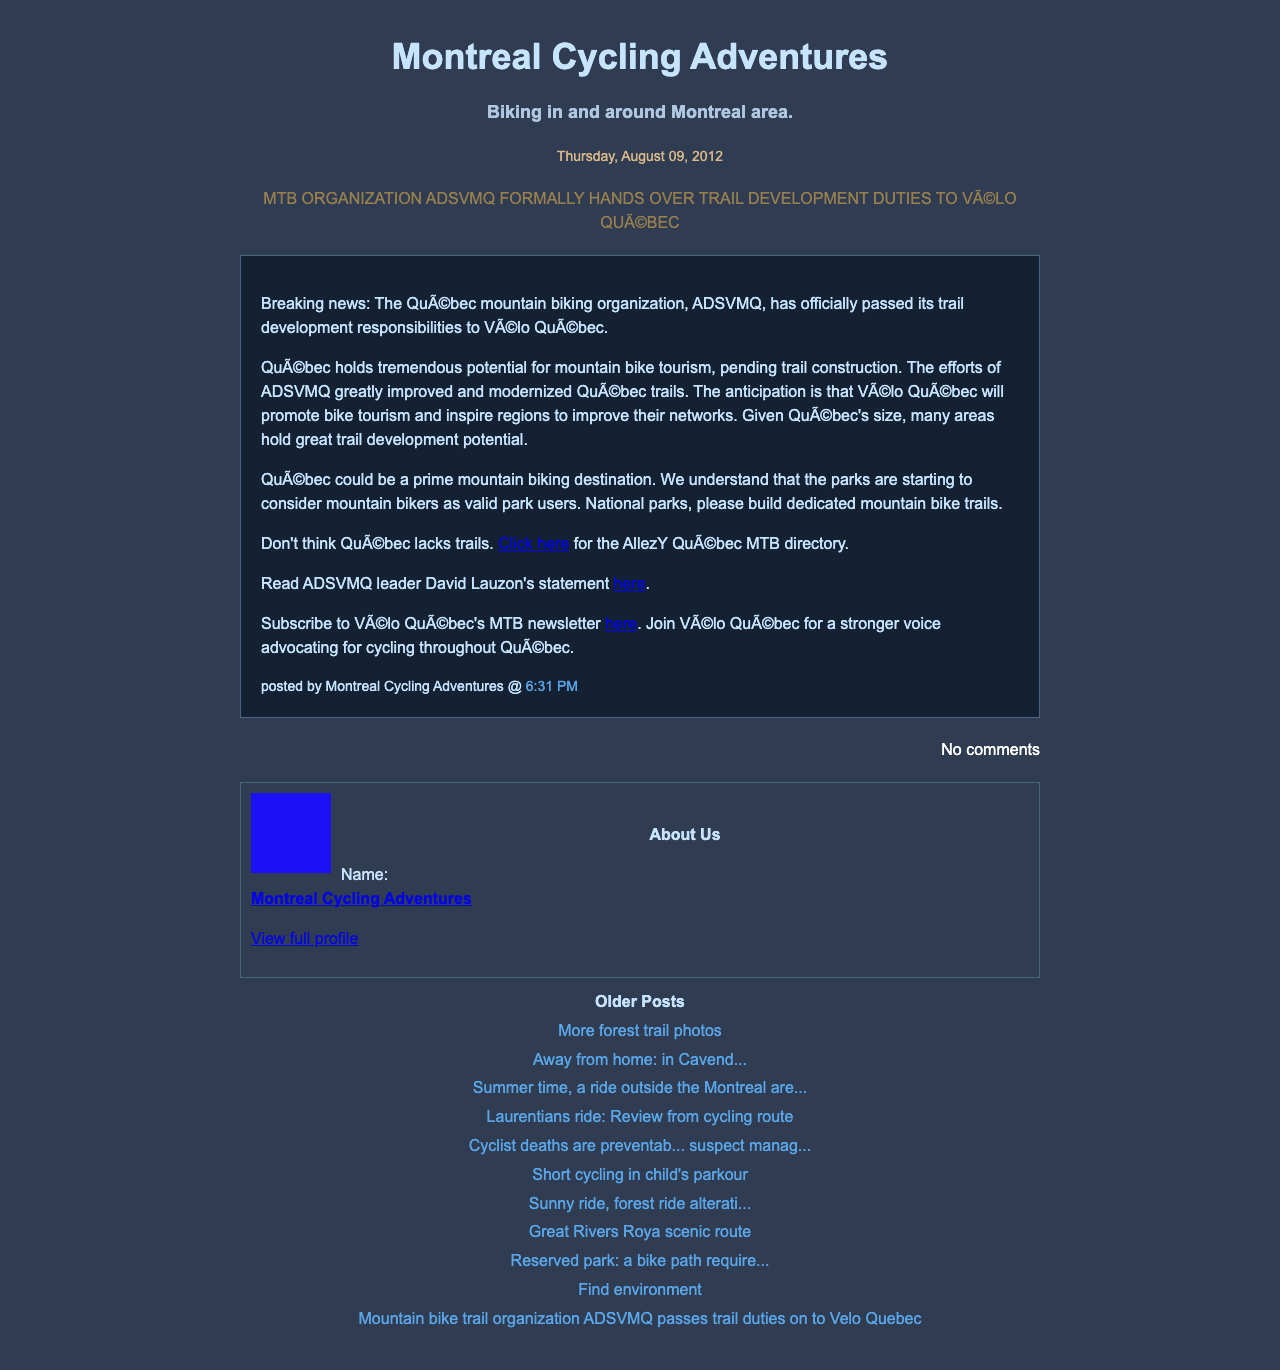 Montreal Cycling Adventures
Biking in and around Montreal area.
Thursday, August 09, 2012
MTB ORGANIZATION ADSVMQ FORMALLY HANDS OVER TRAIL DEVELOPMENT DUTIES TO VÃ©LO
QUÃ©BEC
Breaking news: The QuÃ©bec mountain biking organization, ADSVMQ, has officially passed its trail
development responsibilities to VÃ©lo QuÃ©bec.
QuÃ©bec holds tremendous potential for mountain bike tourism, pending trail construction. The efforts of
ADSVMQ greatly improved and modernized QuÃ©bec trails. The anticipation is that VÃ©lo QuÃ©bec will
promote bike tourism and inspire regions to improve their networks. Given QuÃ©bec's size, many areas
hold great trail development potential.
QuÃ©bec could be a prime mountain biking destination. We understand that the parks are starting to
consider mountain bikers as valid park users. National parks, please build dedicated mountain bike trails.
Don't think QuÃ©bec lacks trails. Click here for the AllezY QuÃ©bec MTB directory.
Read ADSVMQ leader David Lauzon's statement here.
Subscribe to VÃ©lo QuÃ©bec's MTB newsletter here. Join VÃ©lo QuÃ©bec for a stronger voice
advocating for cycling throughout QuÃ©bec.
posted by Montreal Cycling Adventures @ 6:31 PM
No comments
About Us
Name:
Montreal Cycling Adventures
View full profile
Older Posts
More forest trail photos
Away from home: in Cavend...
Summer time, a ride outside the Montreal are...
Laurentians ride: Review from cycling route
Cyclist deaths are preventab... suspect manag...
Short cycling in child's parkour
Sunny ride, forest ride alterati...
Great Rivers Roya scenic route
Reserved park: a bike path require...
Find environment
Mountain bike trail organization ADSVMQ passes trail duties on to Velo Quebec